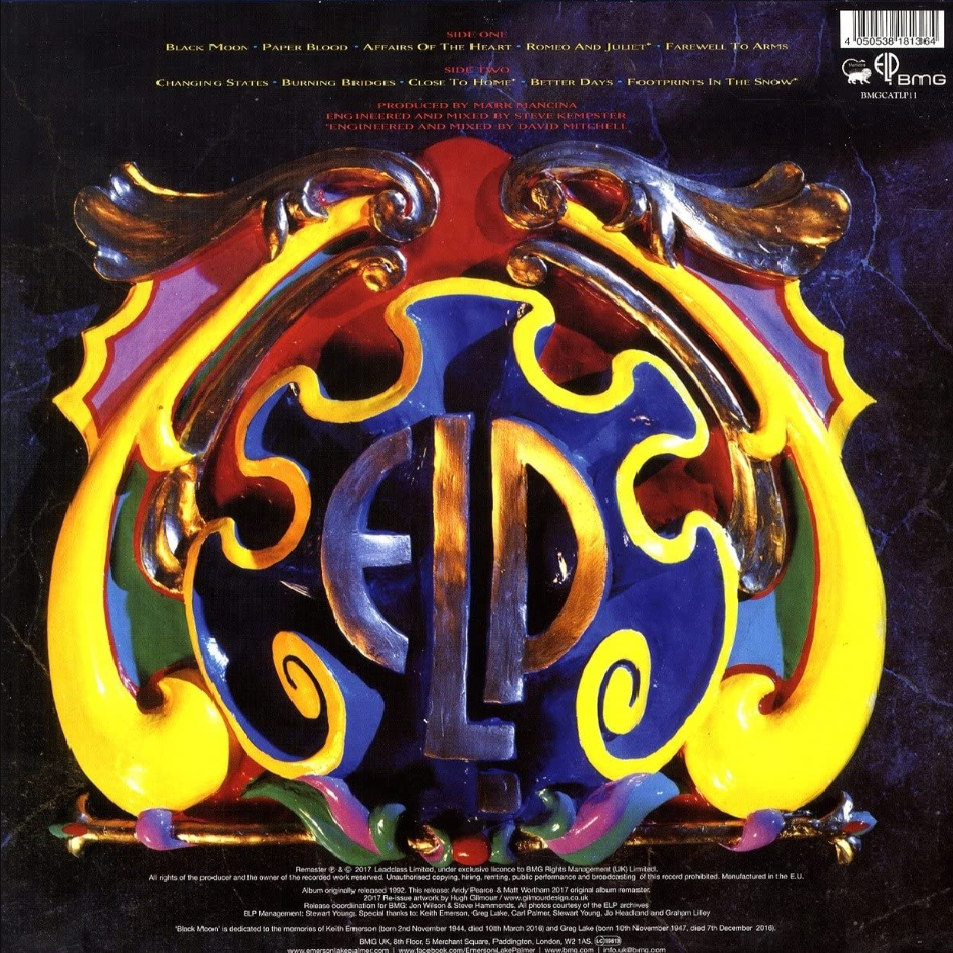 SIDE ONE
BLACK MOON • PAPER BLOOD • AFFAIRS OF THE HEART • ROMEO AND JULIET* • FAREWELL TO ARMS
SIDE TWO
CHANGING STATES • BURNING BRIDGES • CLOSE TO HOME* • BETTER DAYS • FOOTPRINTS IN THE SNOW*
PRODUCED BY MARK MANCINA
ENGINEERED AND MIXED BY STEVE KEMPSTER
*ENGINEERED AND MIXED BY DAVID MITCHELL
4 050538 181364
Manticore ELP BMG
BMGCATLP11
ELP
Remaster ℗ & © 2017 Leadclass Limited, under exclusive licence to BMG Rights Management (UK) Limited.
All rights of the producer and the owner of the recorded work reserved. Unauthorised copying, hiring, renting, public performance and broadcasting of this record prohibited. Manufactured in the E.U.
Album originally released 1992. This release: Andy Pearce & Matt Wortham 2017 original album remaster.
2017 Re-issue artwork by Hugh Gilmour / www.gilmourdesign.co.uk
Release coordination for BMG: Jon Wilson & Steve Hammonds. All photos courtesy of the ELP archives
ELP Management: Stewart Young. Special thanks to: Keith Emerson, Greg Lake, Carl Palmer, Stewart Young, Jo Headland and Graham Lilley
'Black Moon' is dedicated to the memories of Keith Emerson (born 2nd November 1944, died 10th March 2016) and Greg Lake (born 10th November 1947, died 7th December 2016).
BMG UK, 8th Floor, 5 Merchant Square, Paddington, London, W2 1AS. LC19813
www.emersonlakepalmer.com | www.facebook.com/EmersonLakePalmer | www.bmg.com | info.uk@bmg.com